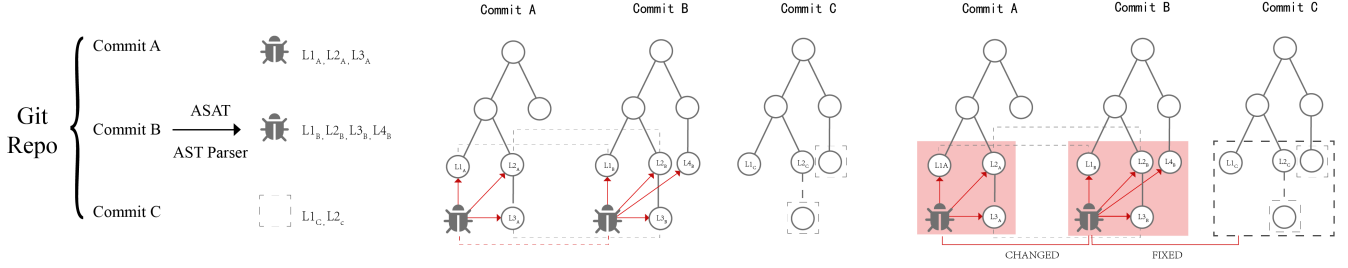 Git Repo
Commit A
L1A, L2A, L3A
Commit B
ASAT
AST Parser
L1B, L2B, L3B, L4B
Commit C
L1C, L2c
Commit A
Commit B
Commit C
L1A
L2A
L1B
L2B
L4B
L1C
L2C
L3A
L3B
Commit A
Commit B
Commit C
L1A
L2A
L1B
L2B
L4B
L1C
L2C
L3A
L3B
CHANGED
FIXED